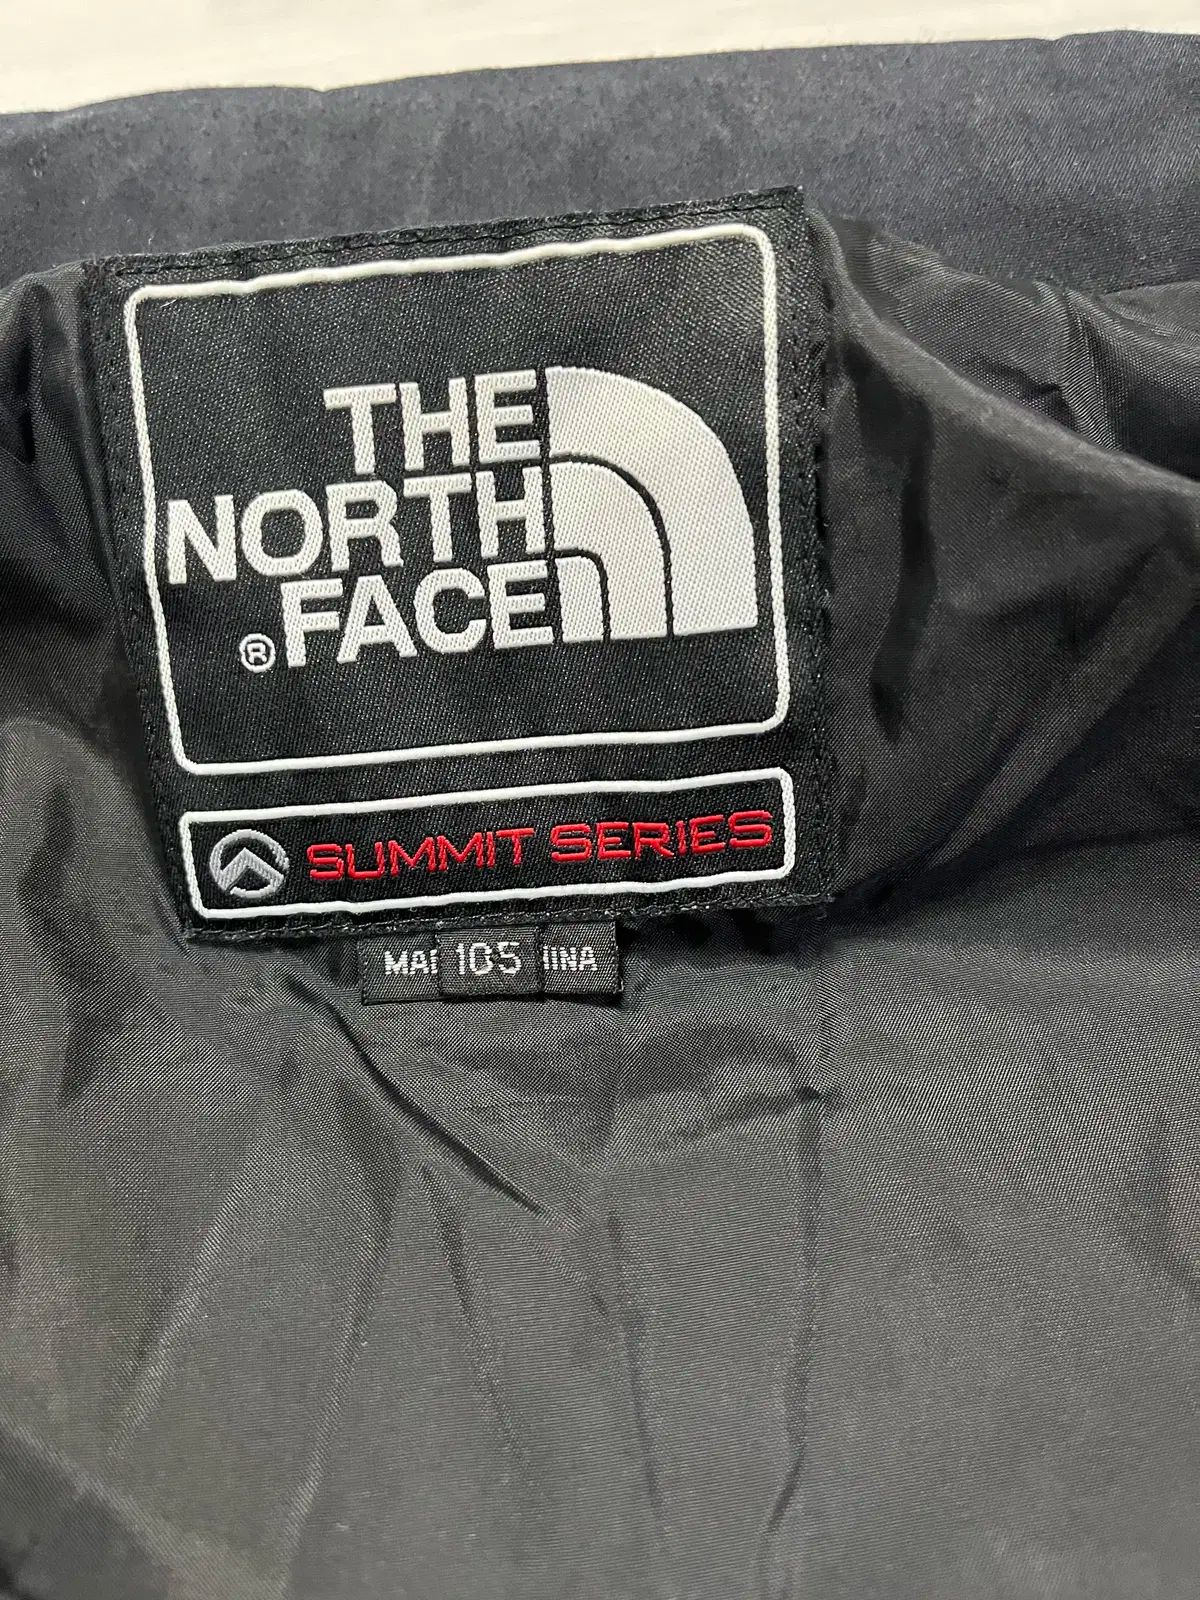 THE
NORTH
® FACE
SUMMIT SERIES
105